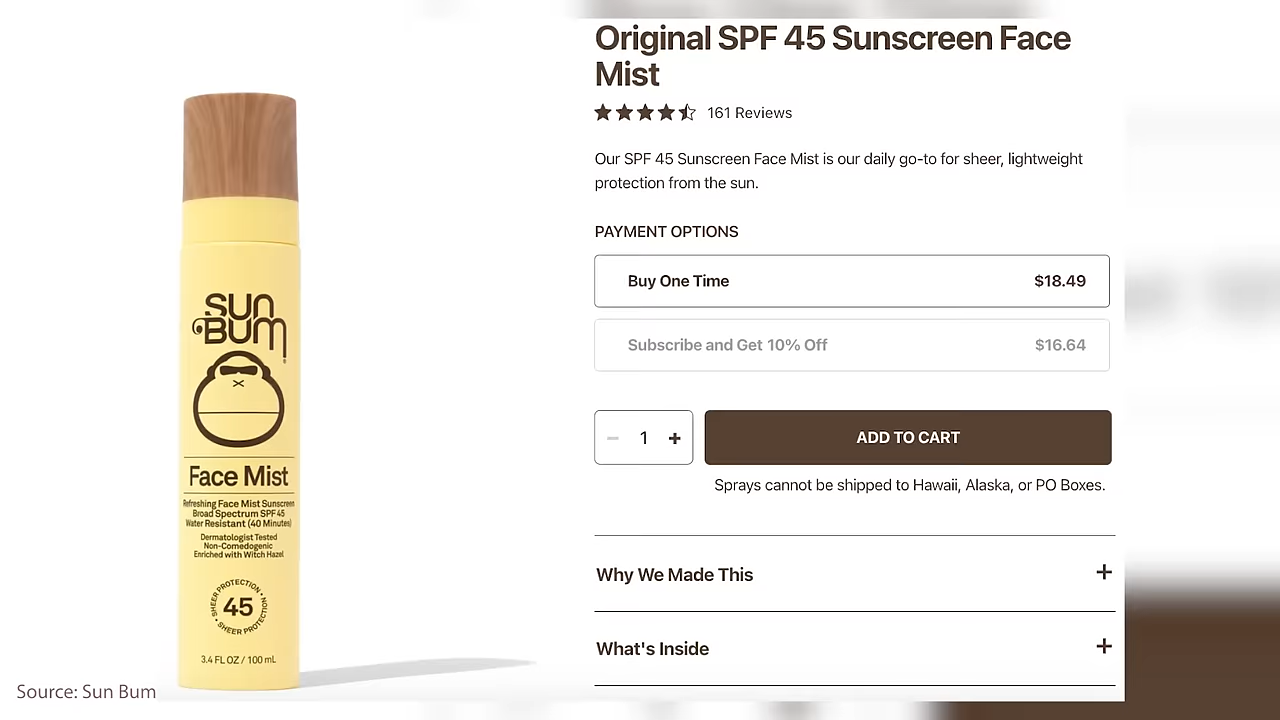 Original SPF 45 Sunscreen Face
Mist
161 Reviews
Our SPF 45 Sunscreen Face Mist is our daily go-to for sheer, lightweight
protection from the sun.
PAYMENT OPTIONS
Buy One Time $18.49
Subscribe and Get 10% Off $16.64
− 1 + ADD TO CART
Sprays cannot be shipped to Hawaii, Alaska, or PO Boxes.
Why We Made This +
What's Inside +
SUN
BUM
Face Mist
Refreshing Face Mist Sunscreen
Broad Spectrum SPF 45
Water Resistant (40 Minutes)
Dermatologist Tested
Non-Comedogenic
Enriched with Witch Hazel
SHEER PROTECTION • SHEER PROTECTION •
45
3.4 FL OZ / 100 mL
Source: Sun Bum